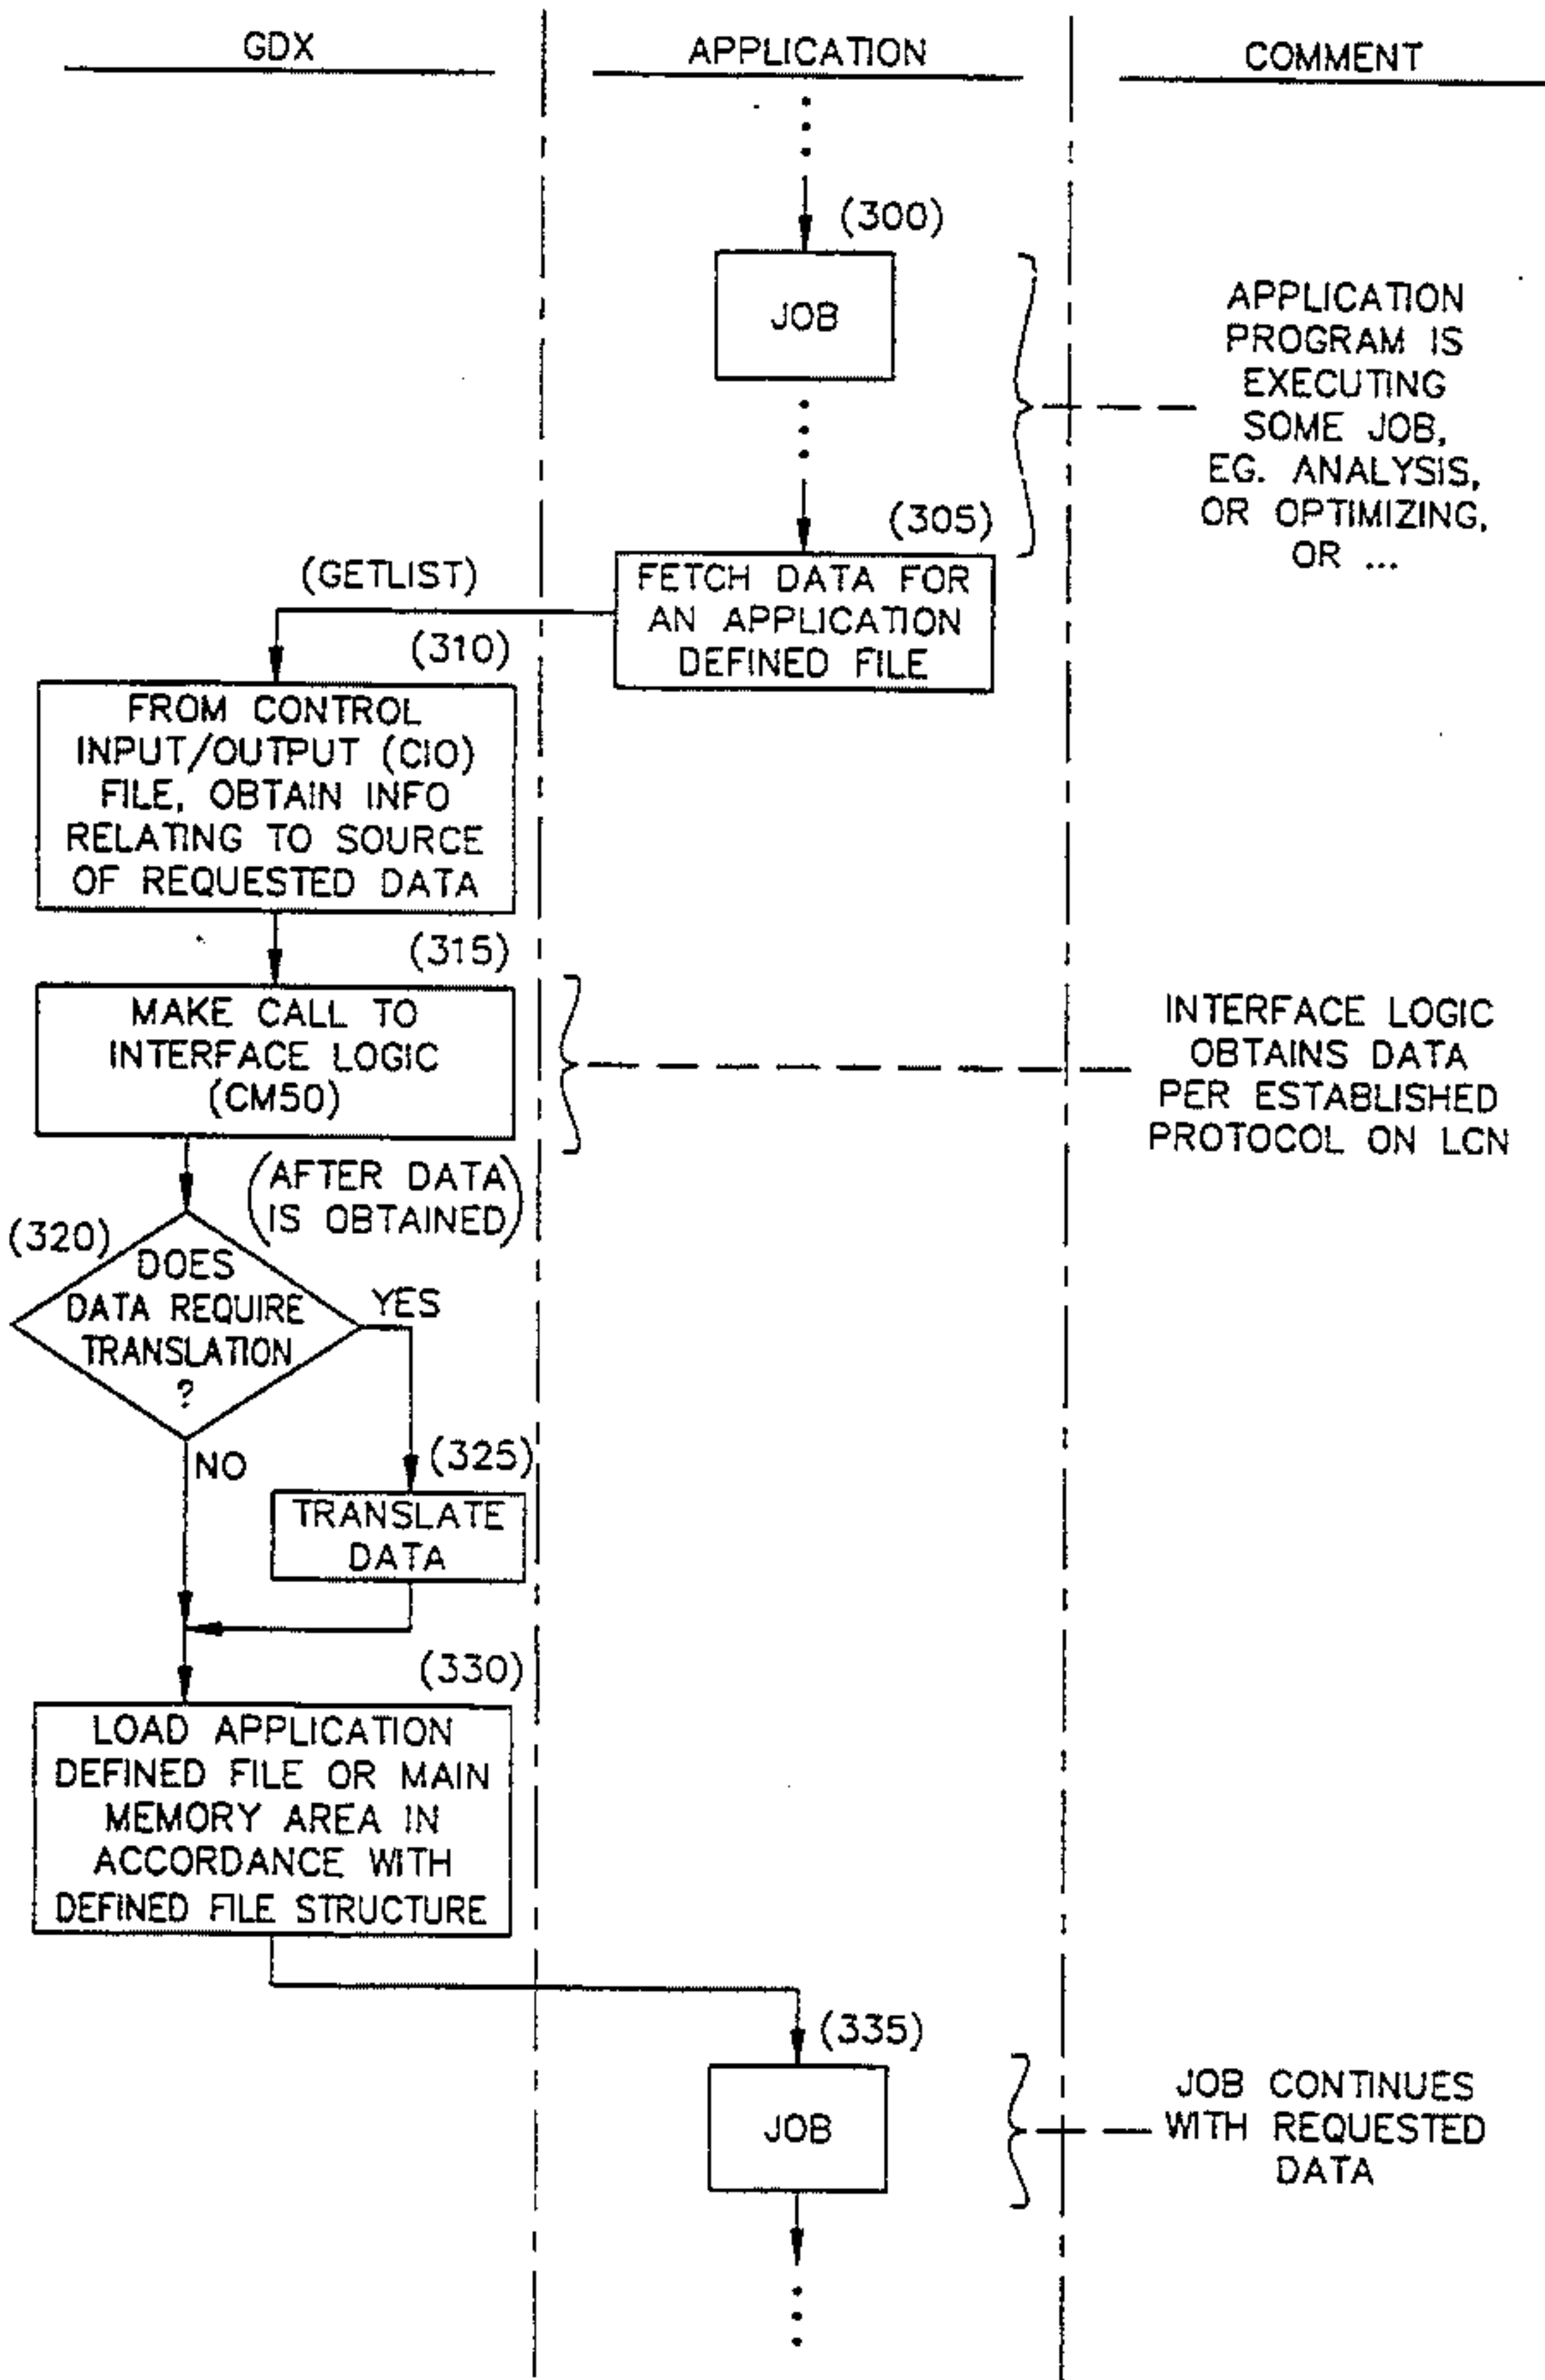 GDX
APPLICATION
COMMENT
(300)
JOB
APPLICATION
PROGRAM IS
EXECUTING
SOME JOB,
EG. ANALYSIS,
OR OPTIMIZING,
OR ...
(305)
FETCH DATA FOR
AN APPLICATION
DEFINED FILE
(GETLIST)
(310)
FROM CONTROL
INPUT/OUTPUT (CIO)
FILE, OBTAIN INFO
RELATING TO SOURCE
OF REQUESTED DATA
(315)
MAKE CALL TO
INTERFACE LOGIC
(CM50)
INTERFACE LOGIC
OBTAINS DATA
PER ESTABLISHED
PROTOCOL ON LCN
(AFTER DATA
IS OBTAINED)
(320)
DOES
DATA REQUIRE
TRANSLATION
?
YES
NO
(325)
TRANSLATE
DATA
(330)
LOAD APPLICATION
DEFINED FILE OR MAIN
MEMORY AREA IN
ACCORDANCE WITH
DEFINED FILE STRUCTURE
(335)
JOB
JOB CONTINUES
WITH REQUESTED
DATA